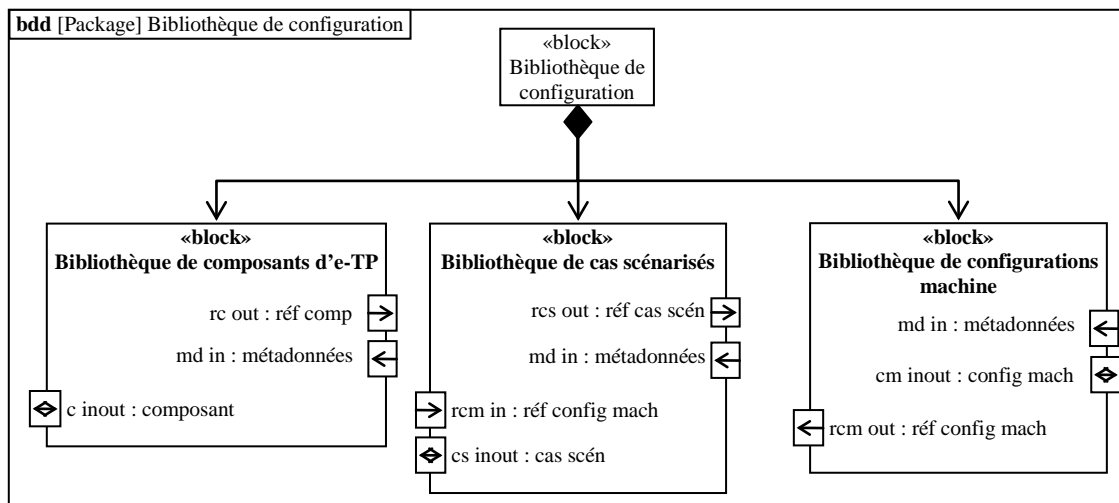 bdd [Package] Bibliothèque de configuration
«block»
Bibliothèque de
configuration
«block»
Bibliothèque de composants d’e-TP
rc out : réf comp
md in : métadonnées
c inout : composant
«block»
Bibliothèque de cas scénarisés
rcs out : réf cas scén
md in : métadonnées
rcm in : réf config mach
cs inout : cas scén
«block»
Bibliothèque de configurations
machine
md in : métadonnées
cm inout : config mach
rcm out : réf config mach